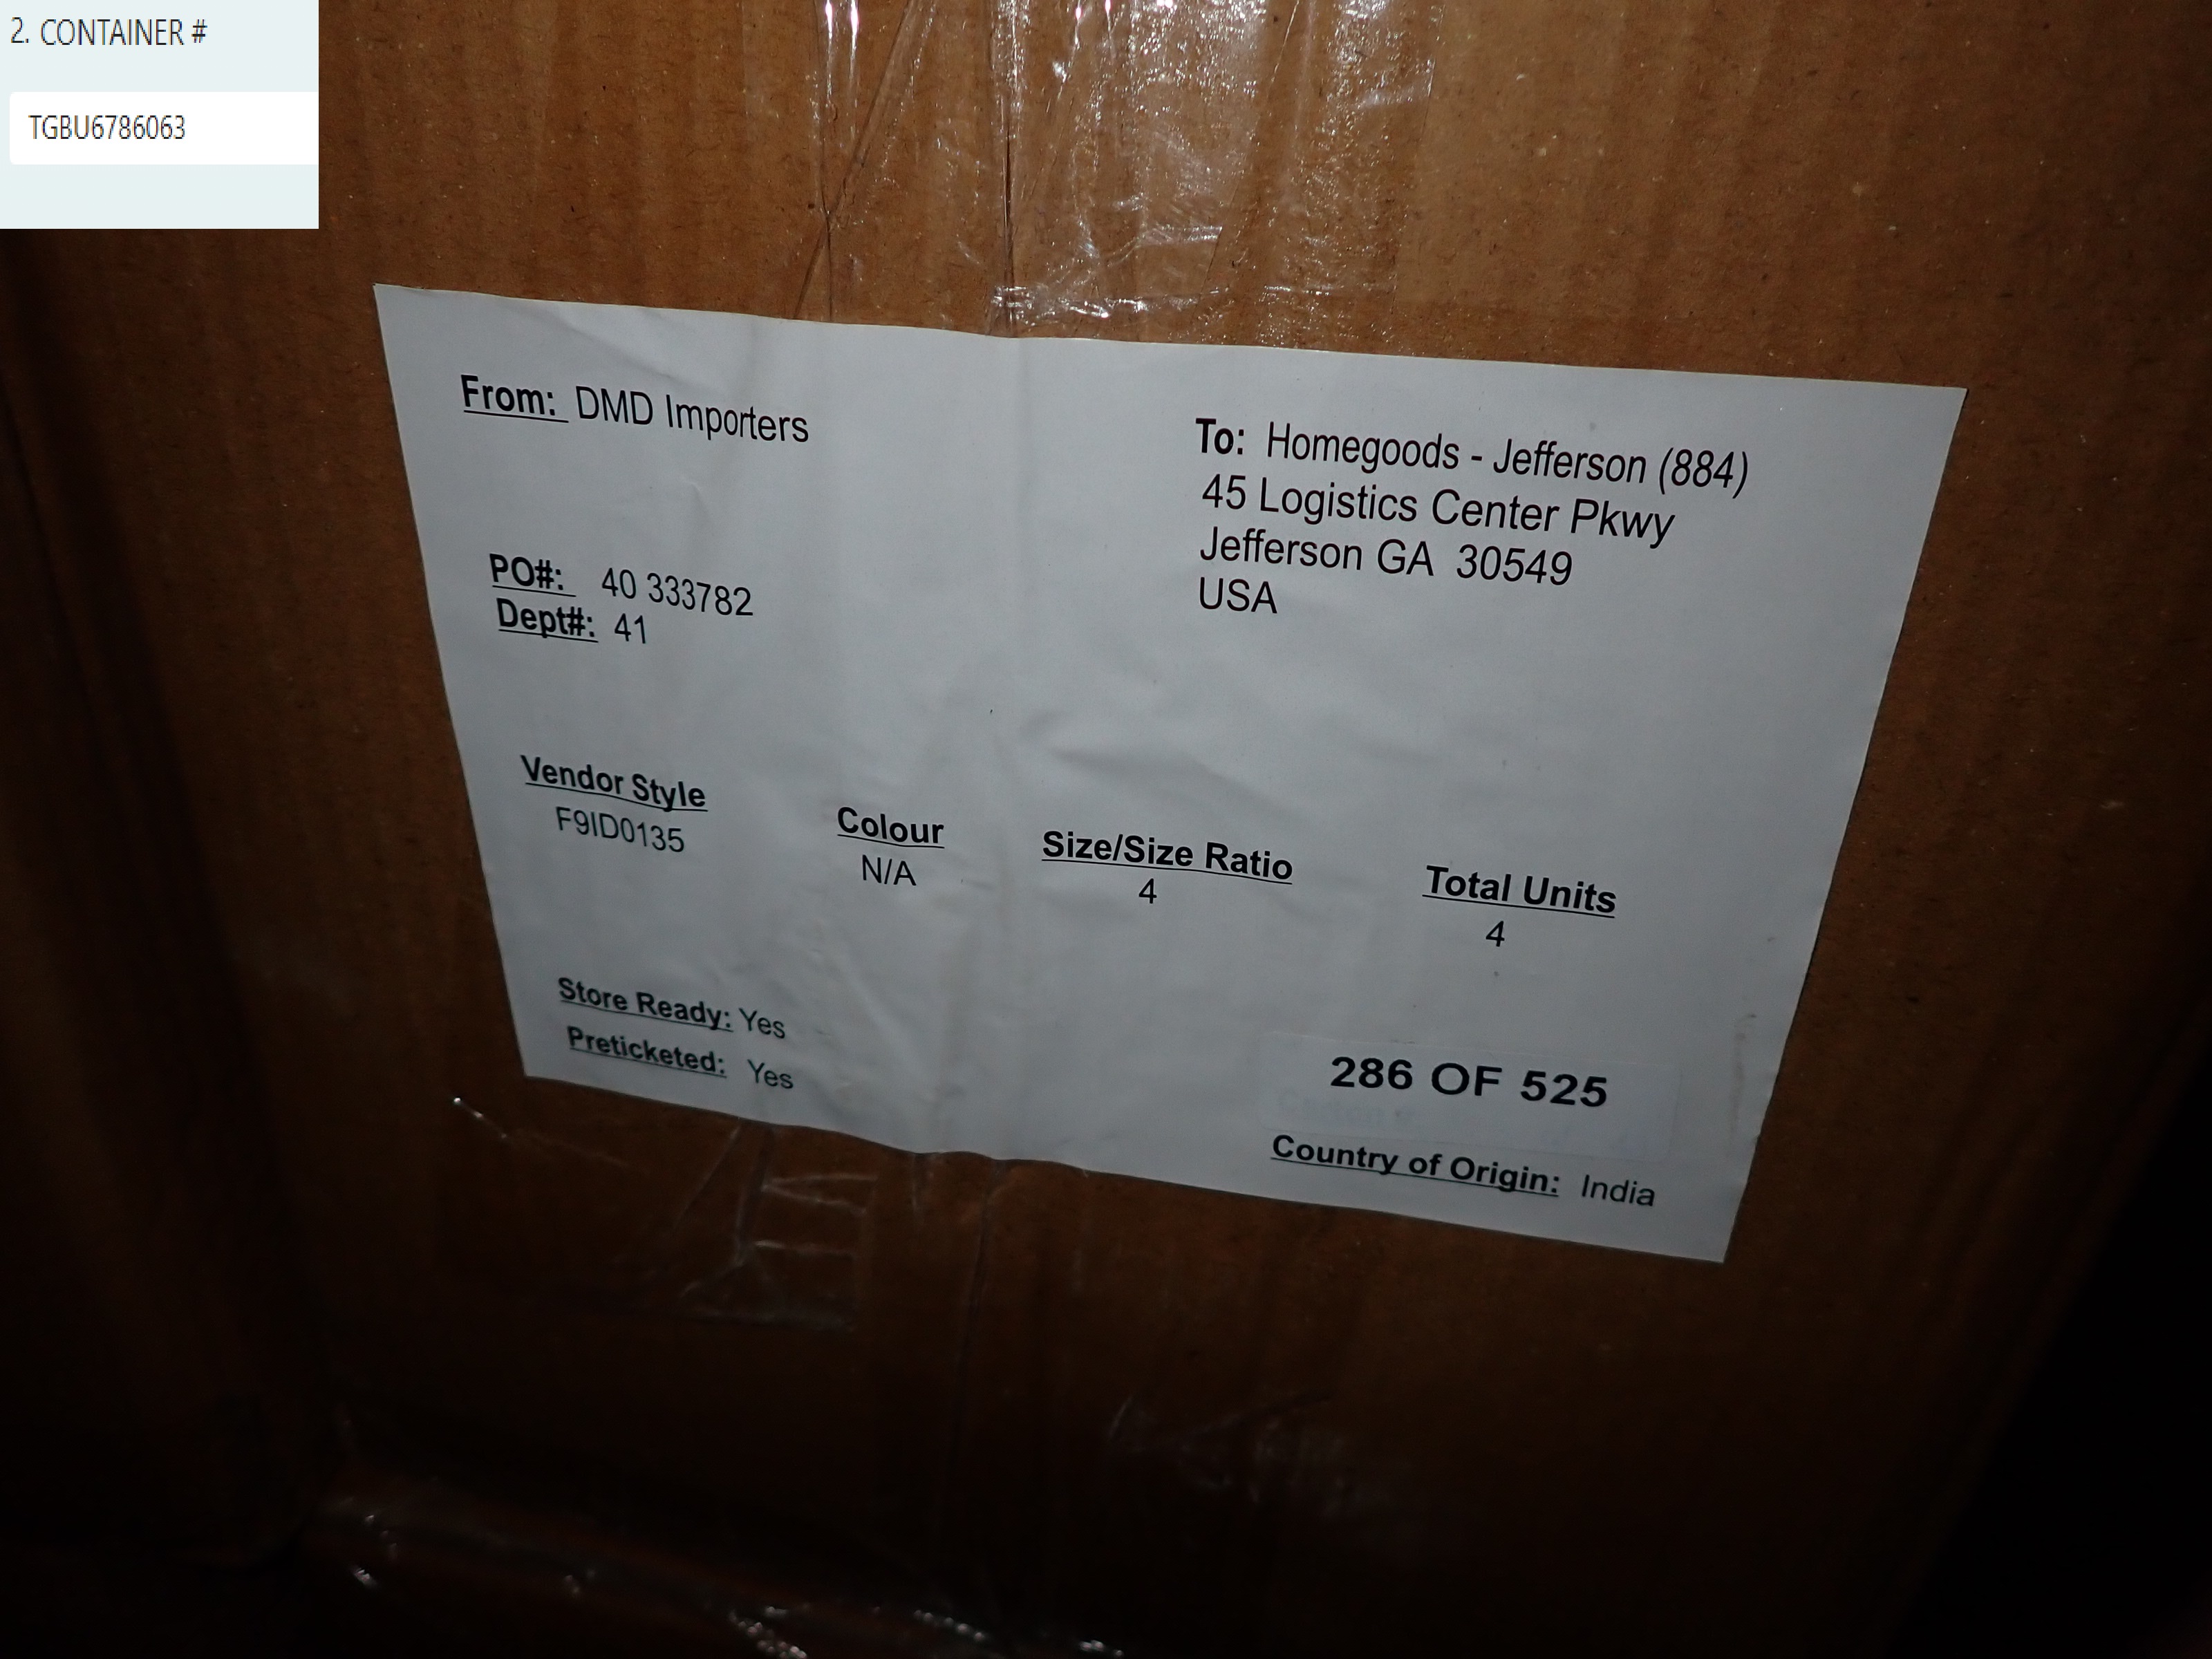 2. CONTAINER #
TGBU6786063
From: DMD Importers
To: Homegoods - Jefferson (884)
45 Logistics Center Pkwy
Jefferson GA 30549
USA
PO#: 40 333782
Dept#: 41
Vendor Style
F9ID0135
Colour
N/A
Size/Size Ratio
4
Total Units
4
Store Ready: Yes
Preticketed: Yes
286 OF 525
Country of Origin: India